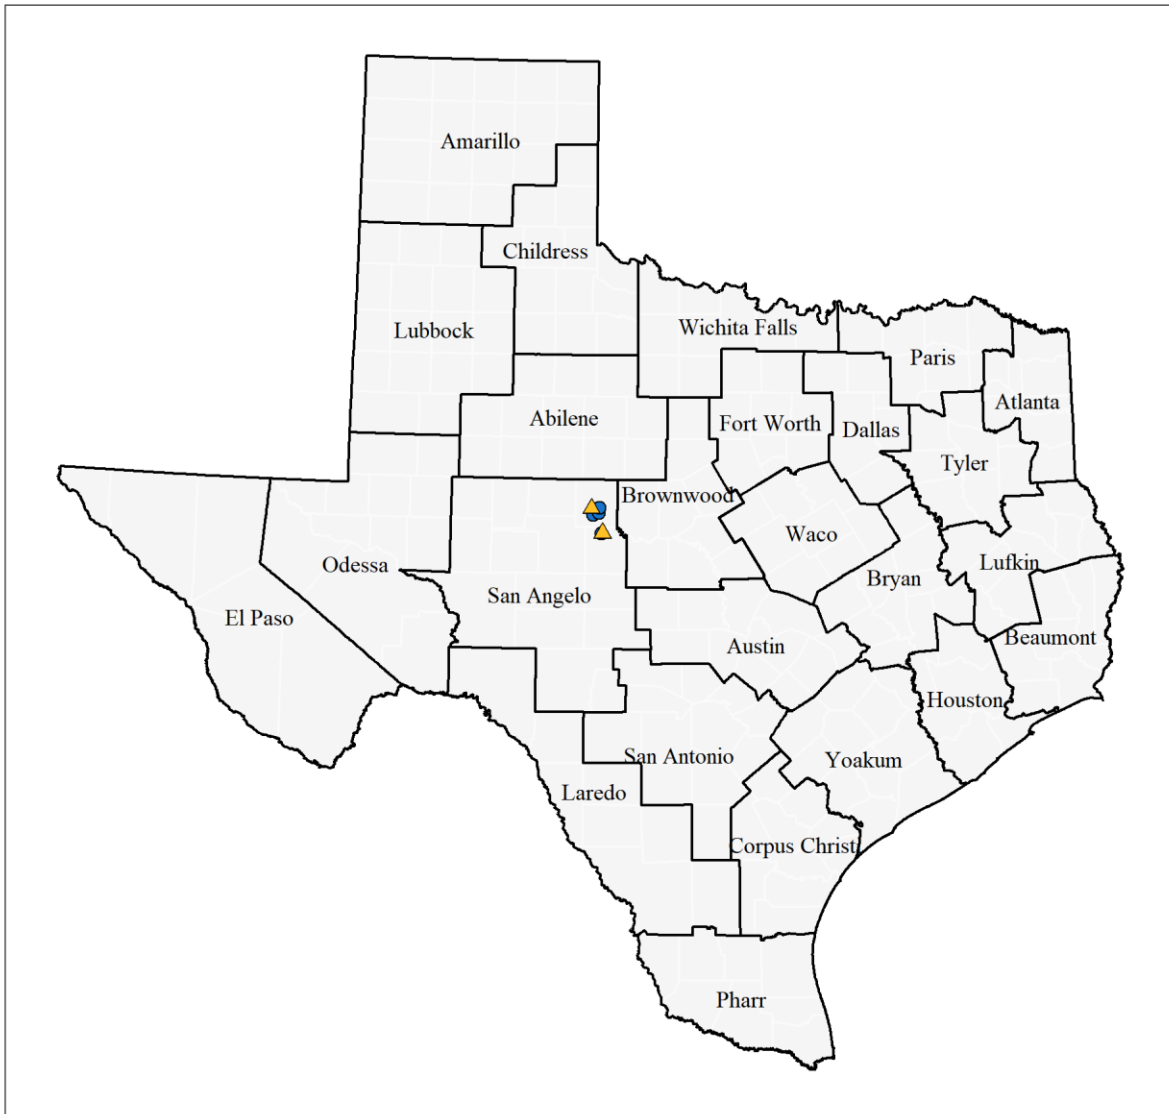 Amarillo
Childress
Lubbock
Wichita Falls
Paris
Atlanta
Abilene
Fort Worth
Dallas
Tyler
Brownwood
Waco
Odessa
Lufkin
Bryan
San Angelo
El Paso
Beaumont
Austin
Houston
San Antonio
Yoakum
Laredo
Corpus Christ
Pharr